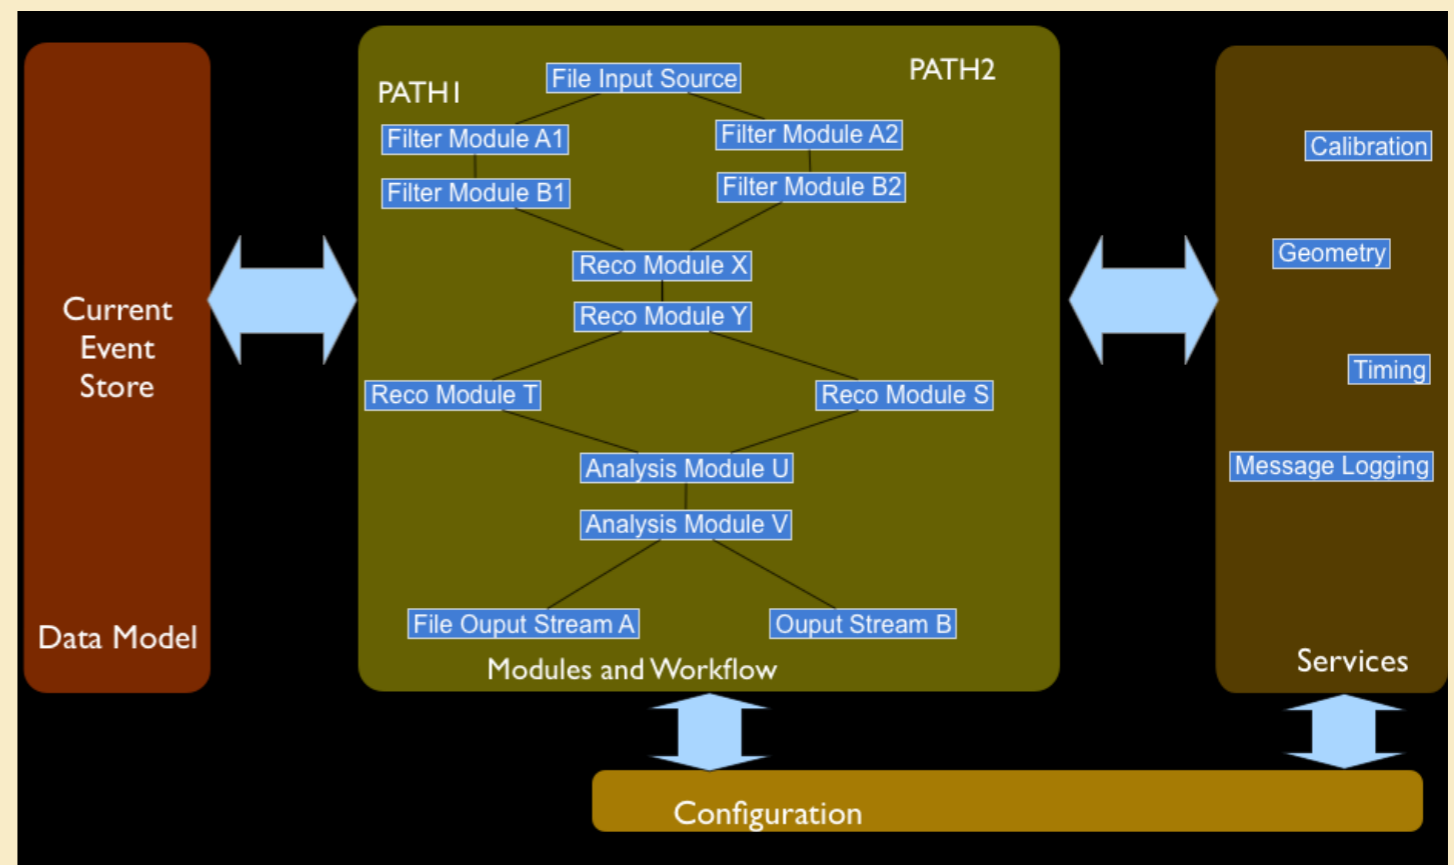 Current
Event
Store
Data Model
PATH1
PATH2
File Input Source
Filter Module A1
Filter Module A2
Filter Module B1
Filter Module B2
Reco Module X
Reco Module Y
Reco Module T
Reco Module S
Analysis Module U
Analysis Module V
File Ouput Stream A
Ouput Stream B
Modules and Workflow
Calibration
Geometry
Timing
Message Logging
Services
Configuration